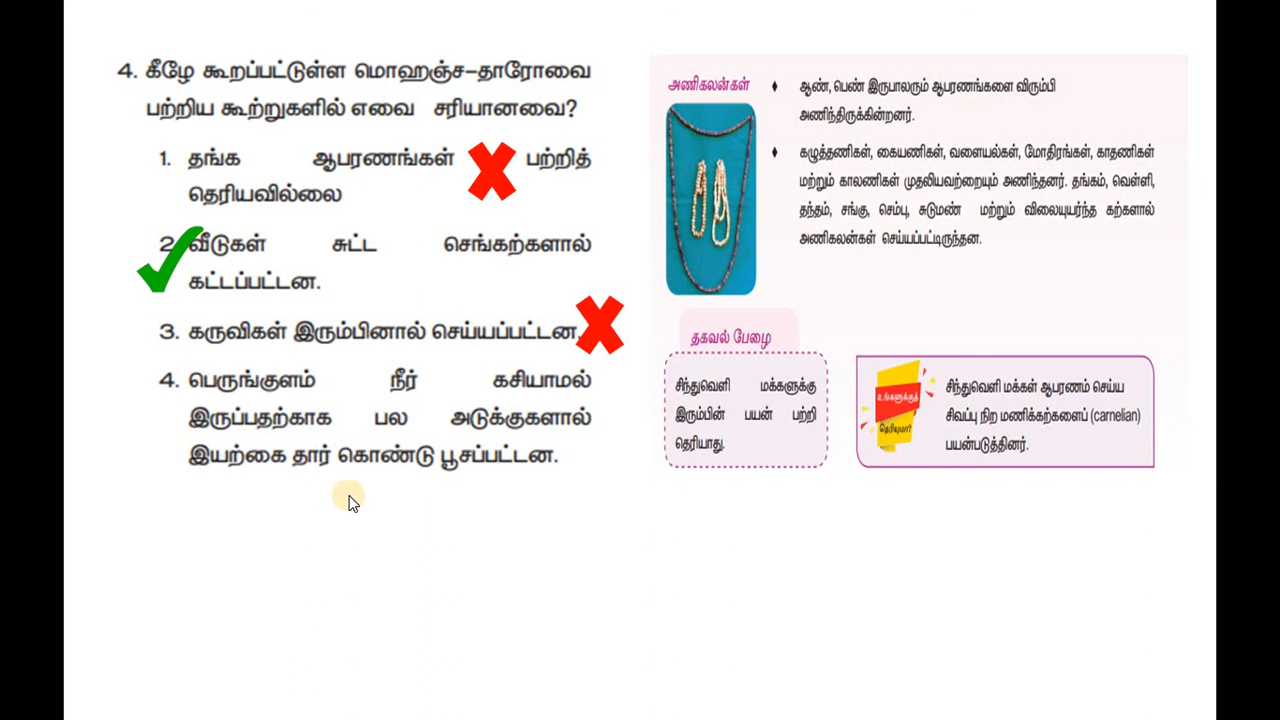 4. கீழே கூறப்பட்டுள்ள மொஹஞ்ச-தாரோவை
பற்றிய கூற்றுகளில் எவை சரியானவை?
1. தங்க ஆபரணங்கள் பற்றித்
தெரியவில்லை
2. வீடுகள் சுட்ட செங்கற்களால்
கட்டப்பட்டன.
3. கருவிகள் இரும்பினால் செய்யப்பட்டன.
4. பெருங்குளம் நீர் கசியாமல்
இருப்பதற்காக பல அடுக்குகளால்
இயற்கை தார் கொண்டு பூசப்பட்டன.
அணிகலன்கள்
♦ ஆண், பெண் இருபாலரும் ஆபரணங்களை விரும்பி
அணிந்திருக்கின்றனர்.
♦ கழுத்தணிகள், கையணிகள், வளையல்கள், மோதிரங்கள், காதணிகள்
மற்றும் காலணிகள் முதலியவற்றையும் அணிந்தனர். தங்கம், வெள்ளி,
தந்தம், சங்கு, செம்பு, சுடுமண் மற்றும் விலையுயர்ந்த கற்களால்
அணிகலன்கள் செய்யப்பட்டிருந்தன.
தகவல் பேழை
சிந்துவெளி மக்களுக்கு
இரும்பின் பயன் பற்றி
தெரியாது.
உங்களுக்குத்
தெரியுமா?
சிந்துவெளி மக்கள் ஆபரணம் செய்ய
சிவப்பு நிற மணிக்கற்களைப் (carnelian)
பயன்படுத்தினர்.